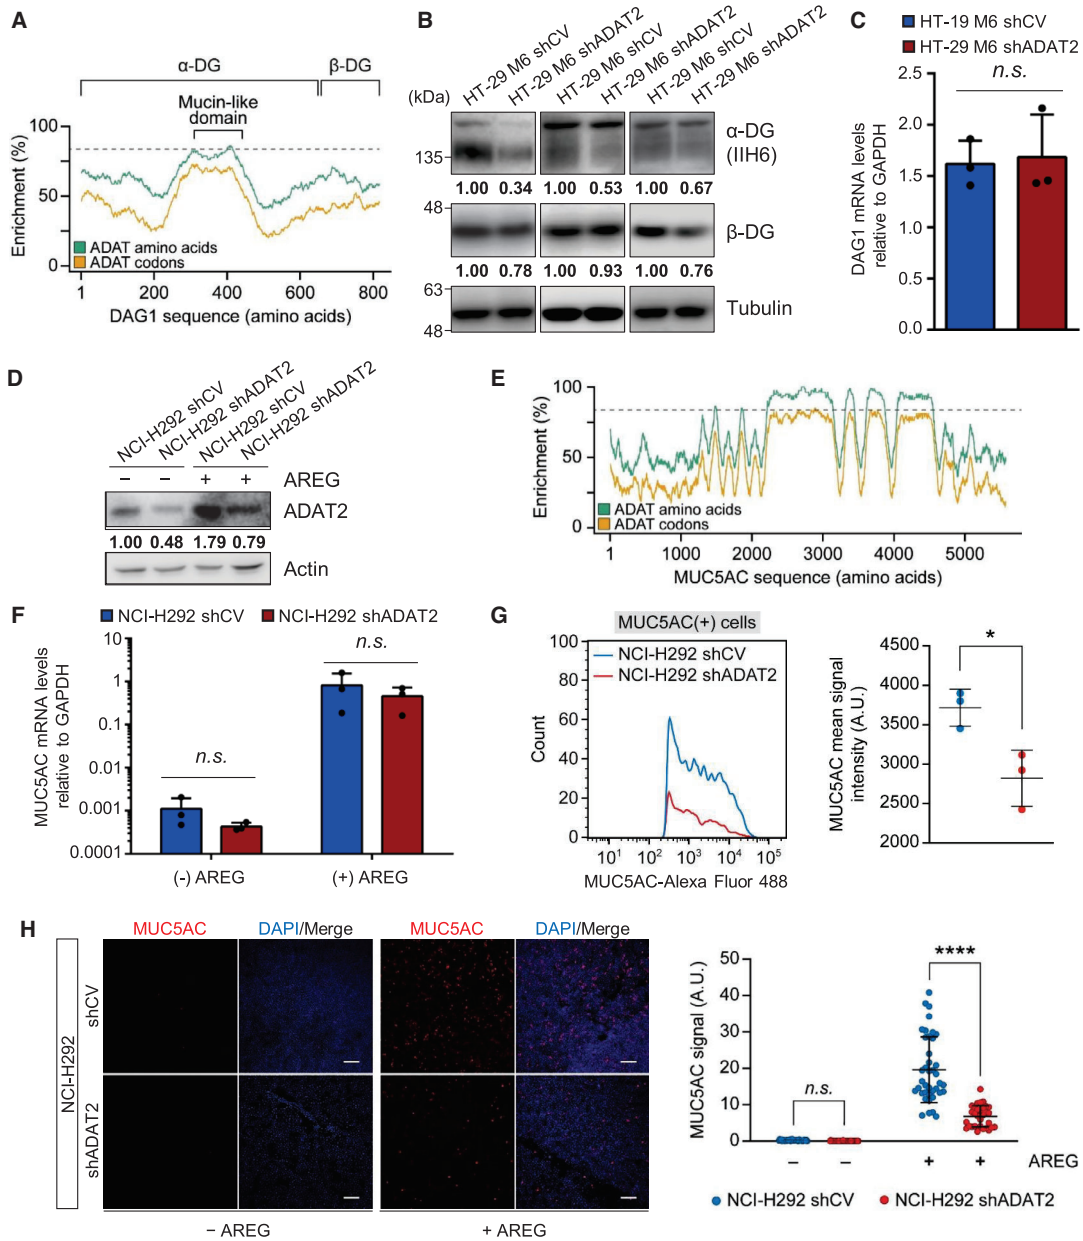 A
α-DG
β-DG
Mucin-like
domain
Enrichment (%)
100
50
0
ADAT amino acids
ADAT codons
1
200
400
600
800
DAG1 sequence (amino acids)
B
HT-29 M6 shCV
HT-29 M6 shADAT2
HT-29 M6 shCV
HT-29 M6 shADAT2
HT-29 M6 shCV
HT-29 M6 shADAT2
(kDa)
135
α-DG
(IIH6)
1.00 0.34 1.00 0.53 1.00 0.67
48
β-DG
1.00 0.78 1.00 0.93 1.00 0.76
63
48
Tubulin
C
HT-19 M6 shCV
HT-29 M6 shADAT2
n.s.
DAG1 mRNA levels
relative to GAPDH
2.5
2.0
1.5
1.0
0.5
0.0
D
NCI-H292 shCV
NCI-H292 shADAT2
NCI-H292 shCV
NCI-H292 shADAT2
− − + + AREG
ADAT2
1.00 0.48 1.79 0.79
Actin
E
Enrichment (%)
100
50
0
ADAT amino acids
ADAT codons
1
1000
2000
3000
4000
5000
MUC5AC sequence (amino acids)
F
NCI-H292 shCV
NCI-H292 shADAT2
MUC5AC mRNA levels
relative to GAPDH
10
1
0.1
0.01
0.001
0.0001
n.s.
n.s.
(-) AREG
(+) AREG
G
MUC5AC(+) cells
NCI-H292 shCV
NCI-H292 shADAT2
Count
100
80
60
40
20
0
10¹
10²
10³
10⁴
10⁵
MUC5AC-Alexa Fluor 488
MUC5AC mean signal
intensity (A.U.)
4500
4000
3500
3000
2500
2000
*
H
MUC5AC
DAPI/Merge
MUC5AC
DAPI/Merge
NCI-H292
shCV
shADAT2
− AREG
+ AREG
MUC5AC signal (A.U.)
50
40
30
20
10
0
n.s.
****
− − + + AREG
NCI-H292 shCV
NCI-H292 shADAT2